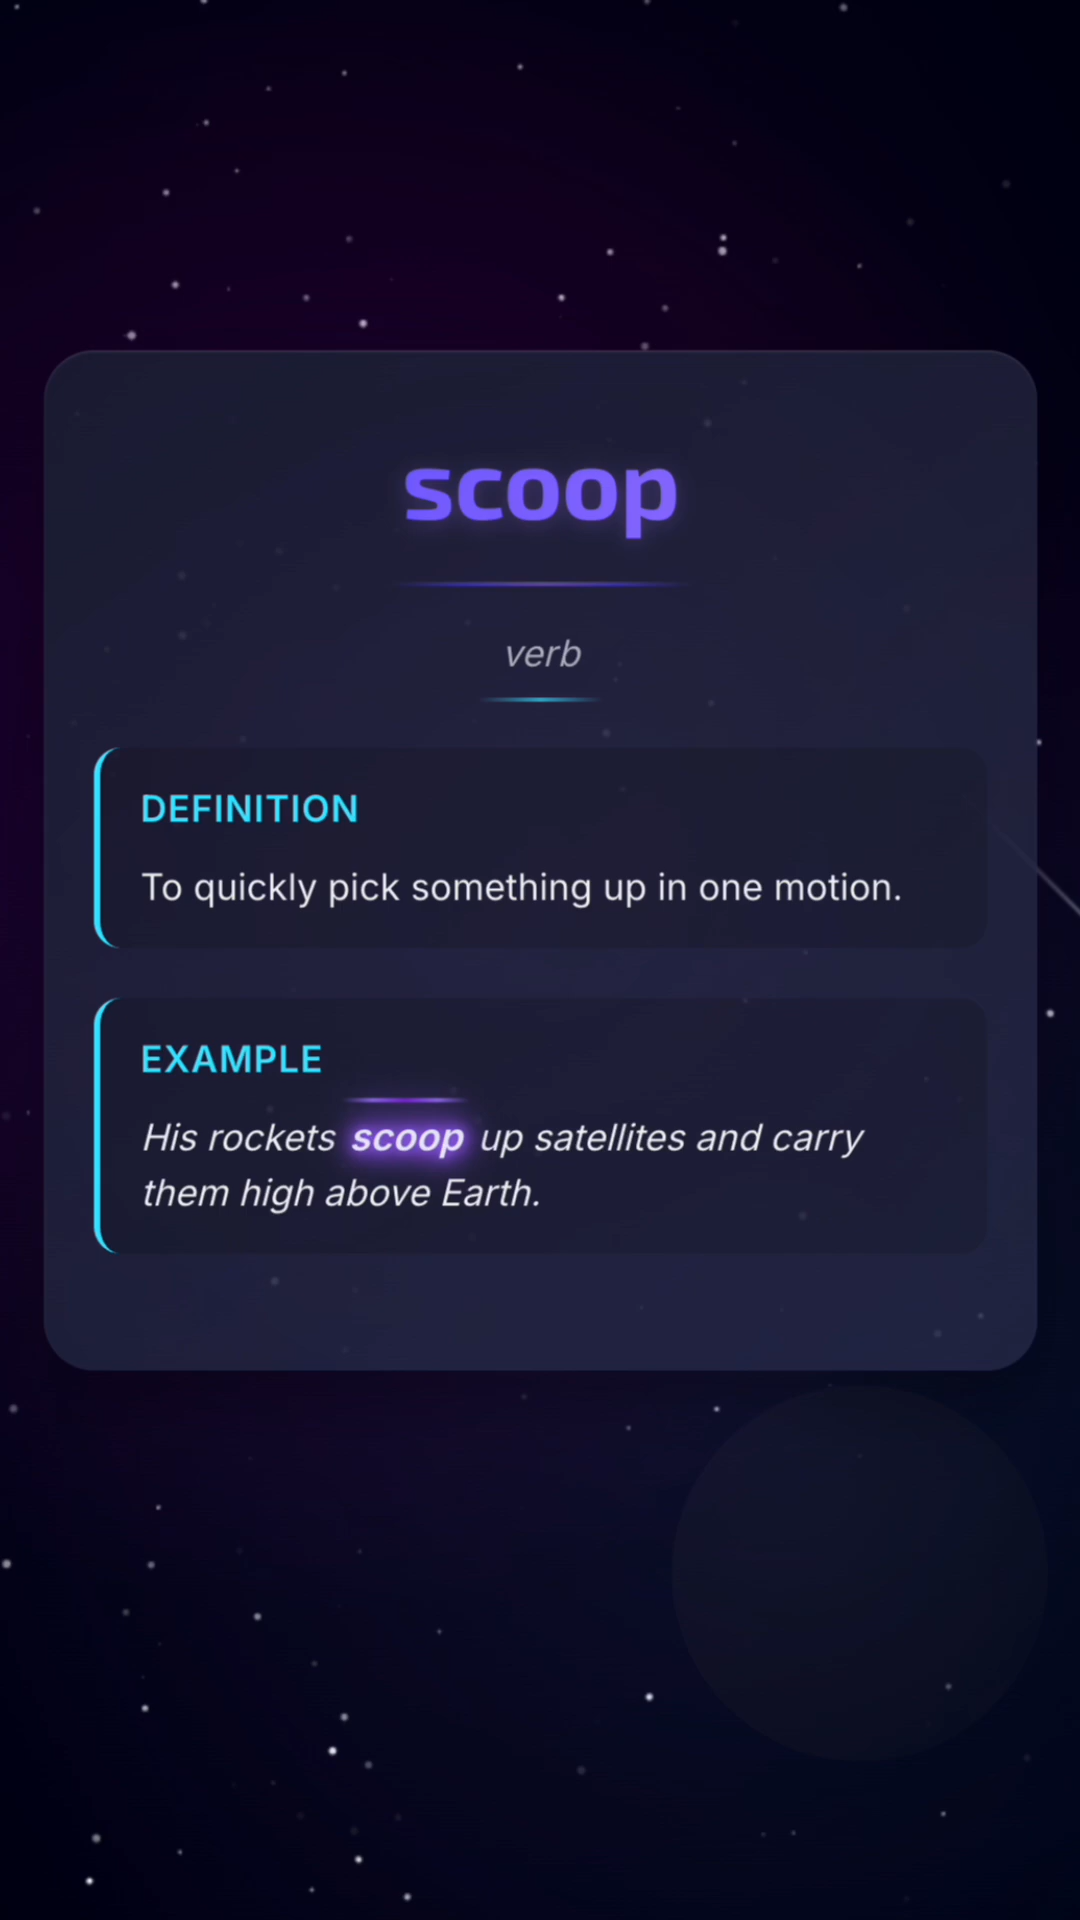 scoop
verb
DEFINITION
To quickly pick something up in one motion.
EXAMPLE
His rockets scoop up satellites and carry
them high above Earth.